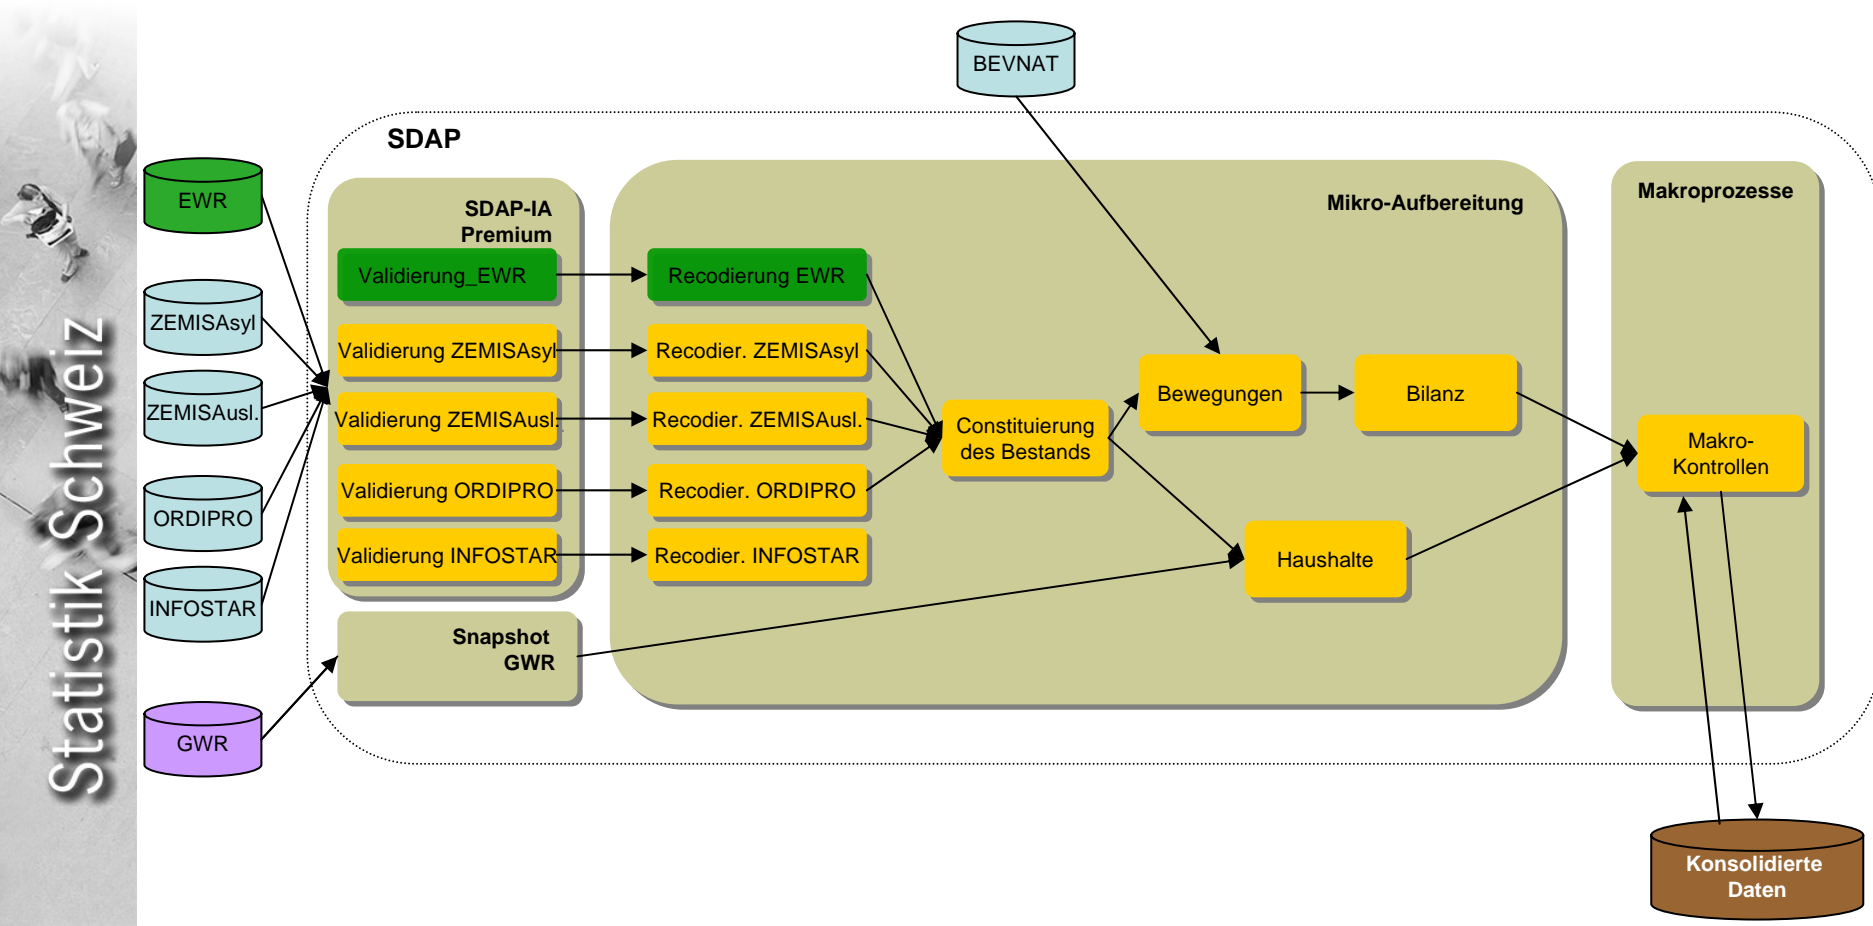 Statistik Schweiz
BEVNAT
SDAP
EWR
ZEMISAsyl
ZEMISAusl.
ORDIPRO
INFOSTAR
GWR
SDAP-IA
Premium
Validierung_EWR
Validierung ZEMISAsyl
Validierung ZEMISAusl.
Validierung ORDIPRO
Validierung INFOSTAR
Snapshot
GWR
Mikro-Aufbereitung
Recodierung EWR
Recodier. ZEMISAsyl
Recodier. ZEMISAusl.
Recodier. ORDIPRO
Recodier. INFOSTAR
Constituierung
des Bestands
Bewegungen
Bilanz
Haushalte
Makroprozesse
Makro-
Kontrollen
Konsolidierte
Daten